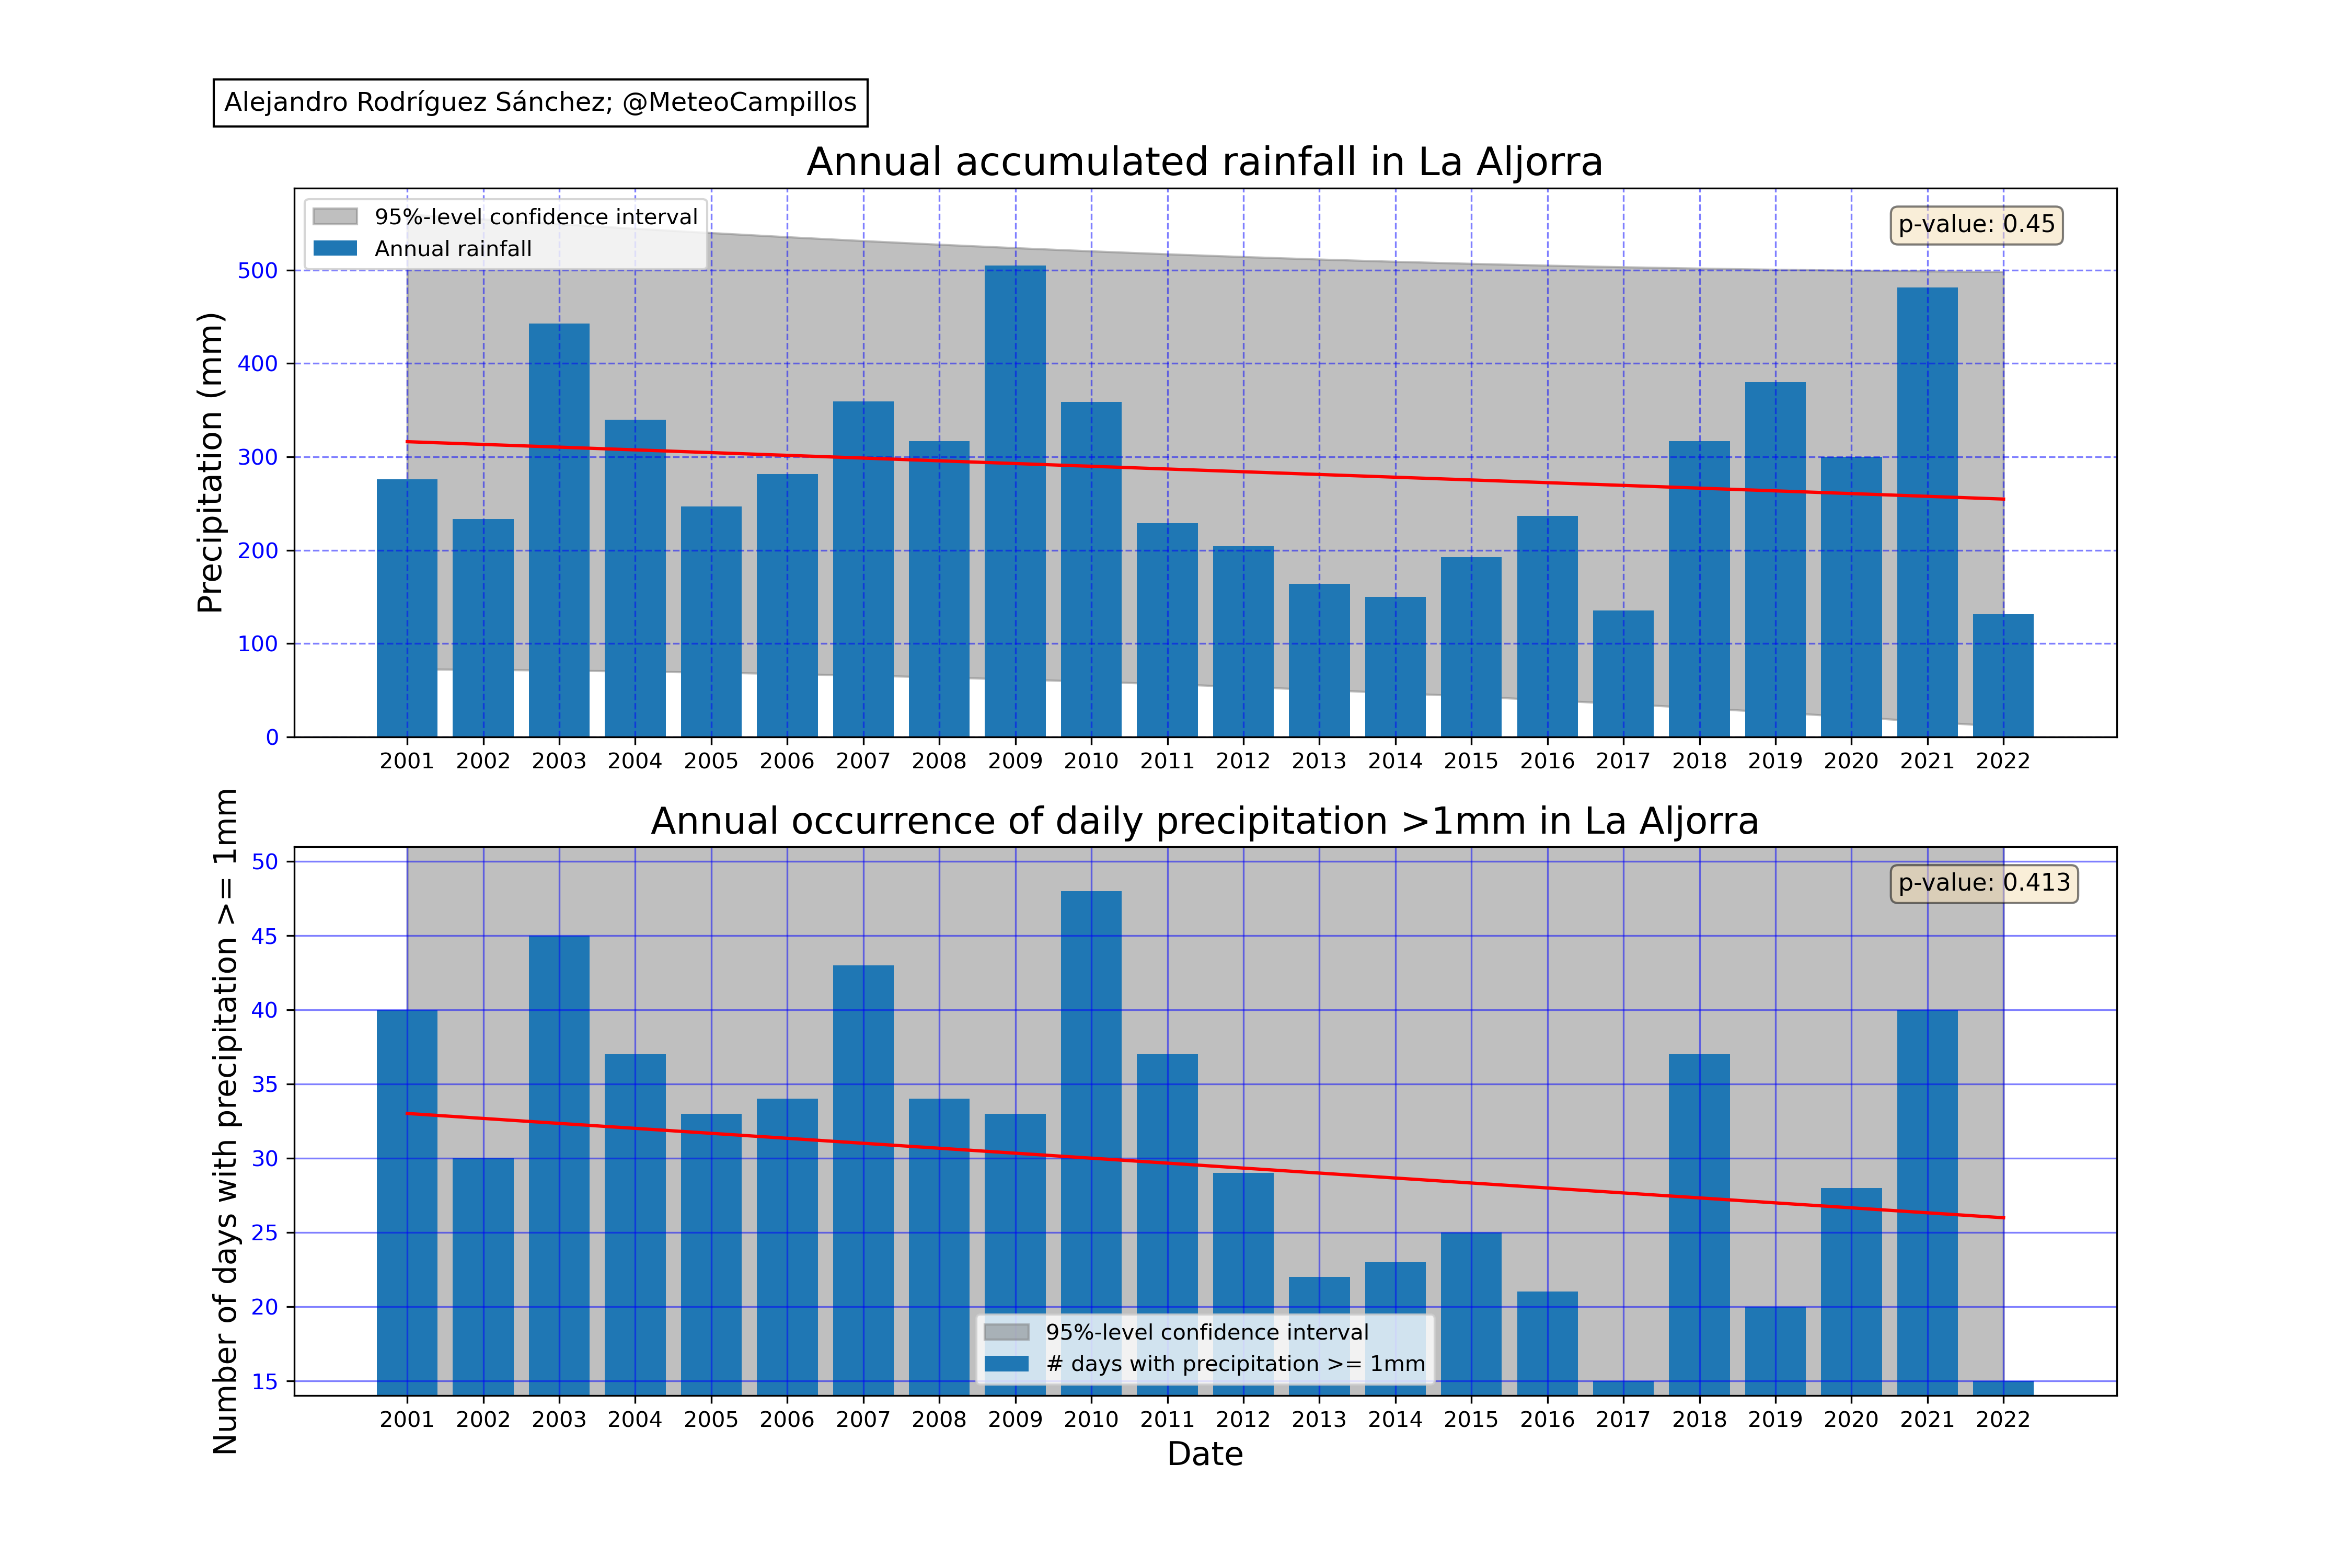 Alejandro Rodríguez Sánchez; @MeteoCampillos
Annual accumulated rainfall in La Aljorra
95%-level confidence interval
Annual rainfall
p-value: 0.45
Precipitation (mm)
500
400
300
200
100
0
2001 2002 2003 2004 2005 2006 2007 2008 2009 2010 2011 2012 2013 2014 2015 2016 2017 2018 2019 2020 2021 2022
Annual occurrence of daily precipitation >1mm in La Aljorra
p-value: 0.413
Number of days with precipitation >= 1mm
50
45
40
35
30
25
20
15
95%-level confidence interval
# days with precipitation >= 1mm
2001 2002 2003 2004 2005 2006 2007 2008 2009 2010 2011 2012 2013 2014 2015 2016 2017 2018 2019 2020 2021 2022
Date